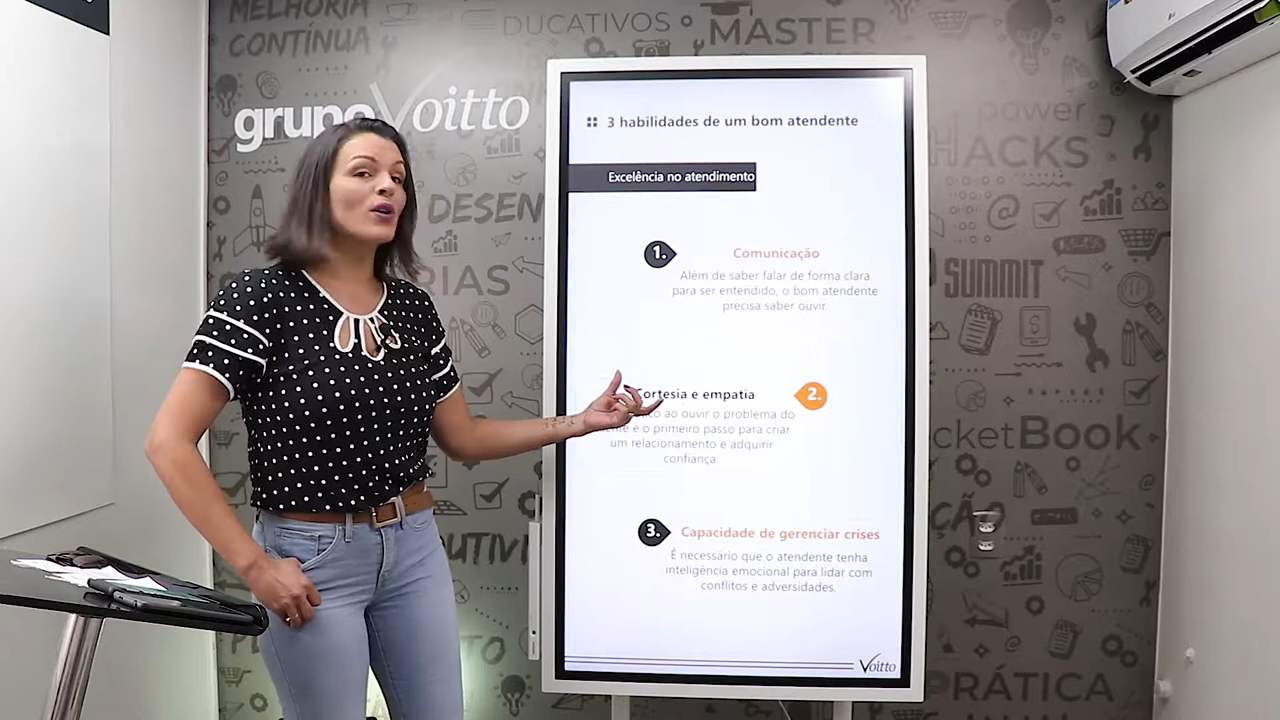 MELHORIA
CONTÍNUA
DUCATIVOS
MASTER
grupo Voitto
power
HACKS
DESEN
RIAS
SUMMIT
cketBook
AÇÃO
UTIV
PRÁTICA
3 habilidades de um bom atendente
Excelência no atendimento
1.
Comunicação
Além de saber falar de forma clara
para ser entendido, o bom atendente
precisa saber ouvir.
Cortesia e empatia
2.
ao ouvir o problema do
é o primeiro passo para criar
um relacionamento e adquirir
confiança.
3.
Capacidade de gerenciar crises
É necessário que o atendente tenha
inteligência emocional para lidar com
conflitos e adversidades.
Voitto